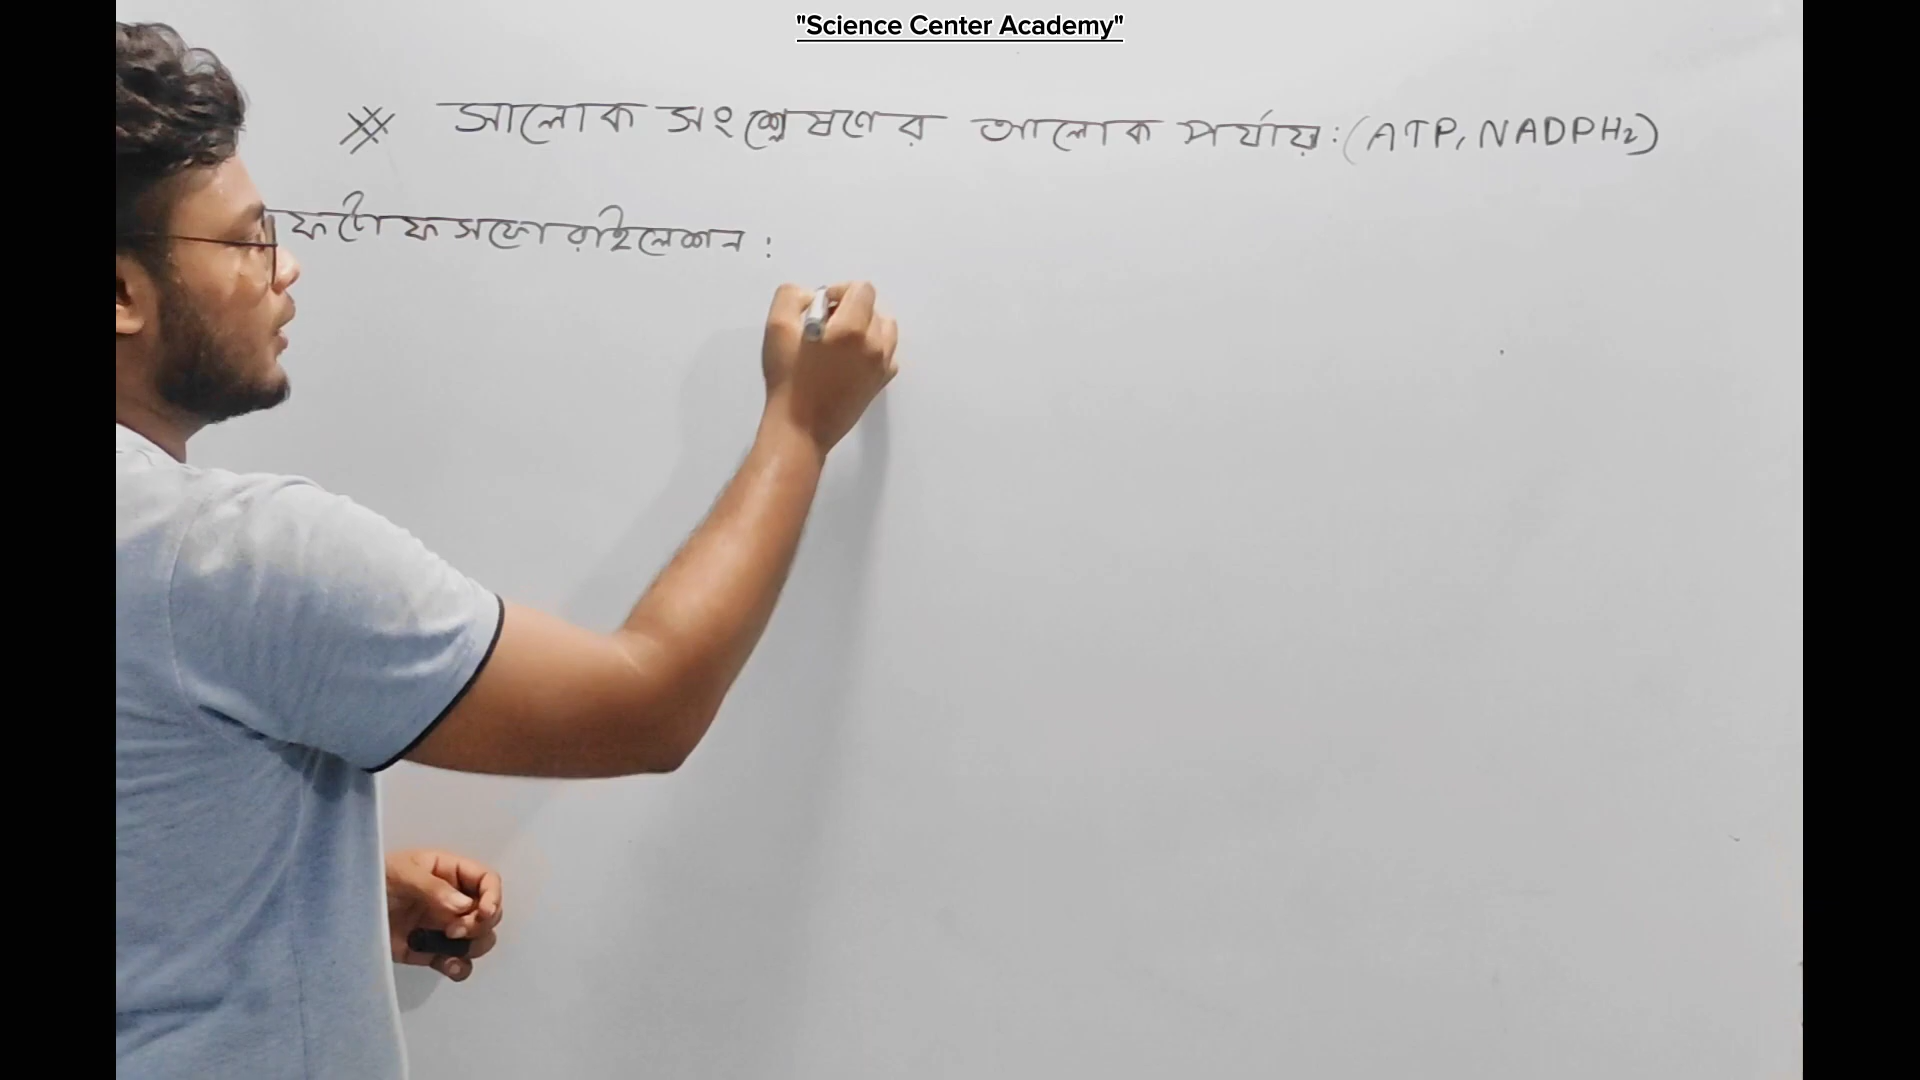 "Science Center Academy"
※ সালোক সংশ্লেষণের আলোক পর্যায়ঃ (ATP, NADPH₂)
ফটোফসফোরাইলেশন :